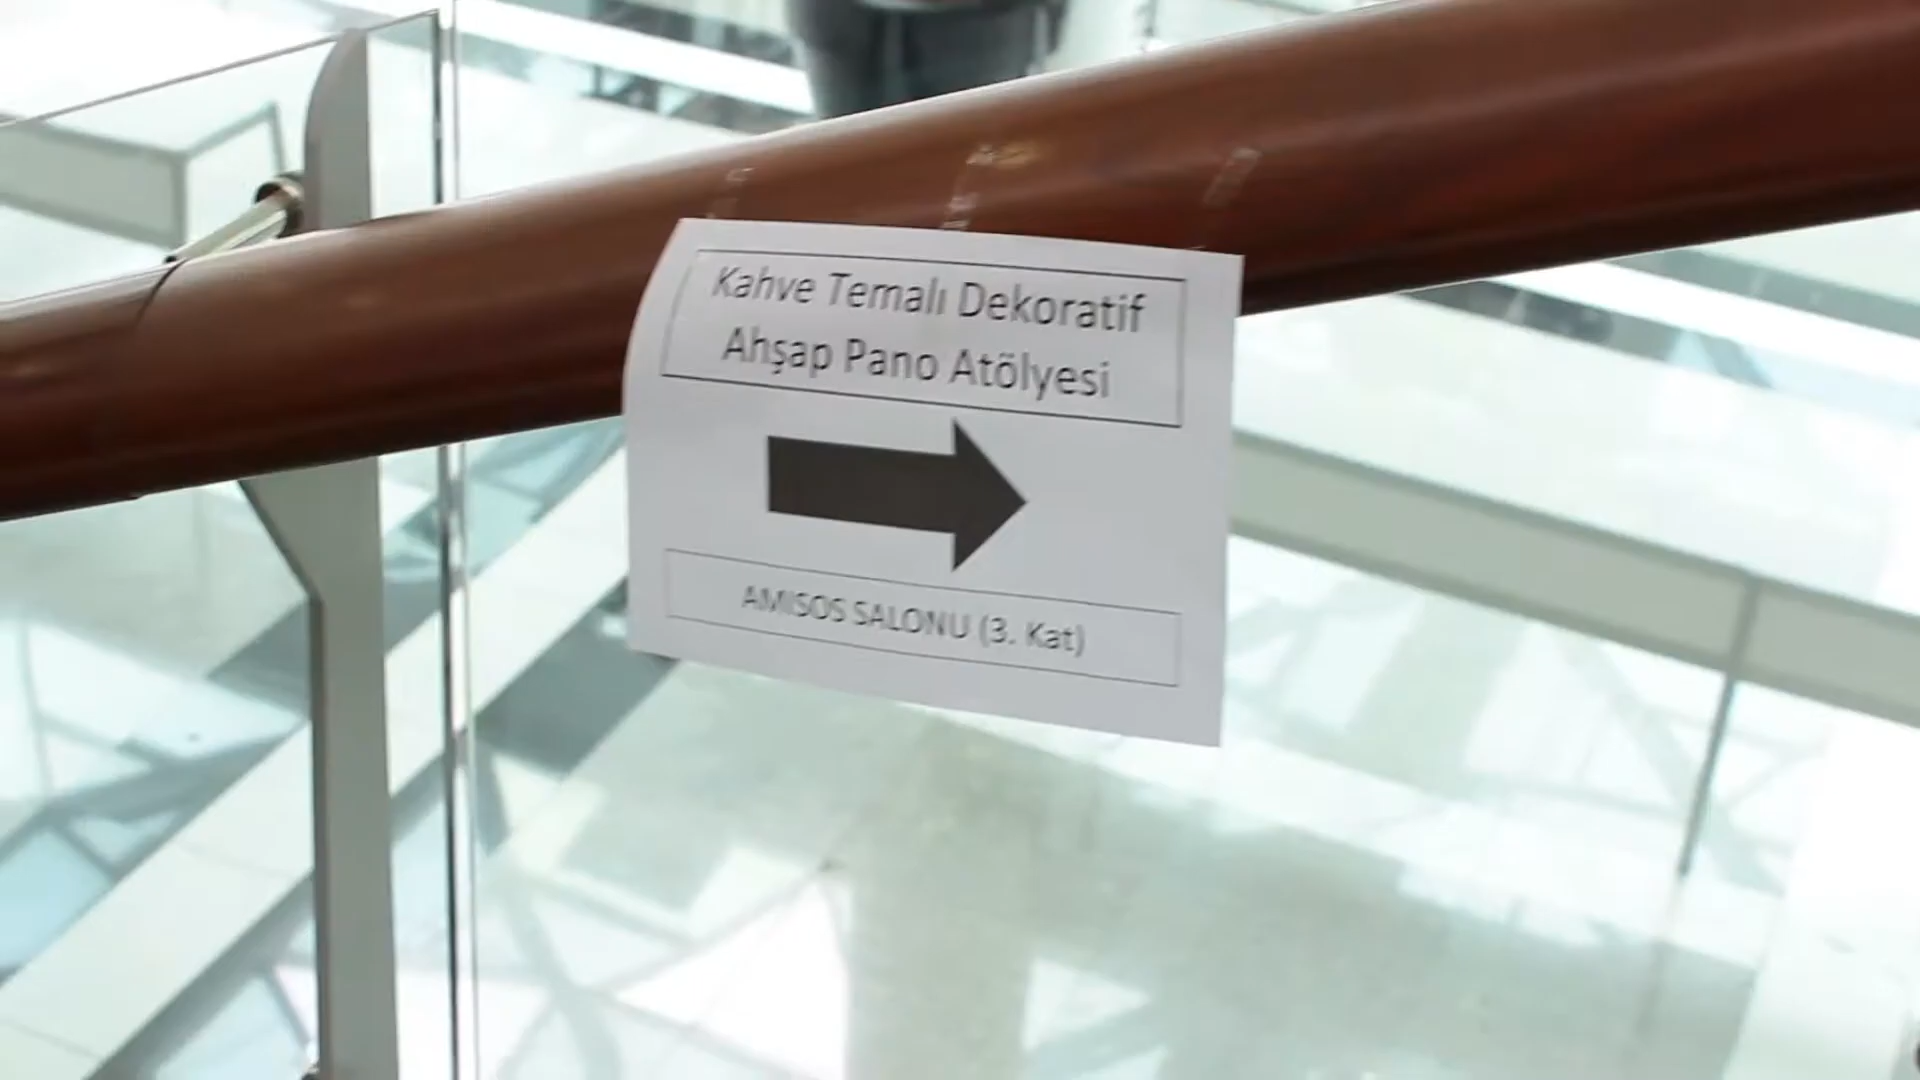 Kahve Temalı Dekoratif
Ahşap Pano Atölyesi
AMISOS SALONU (3. Kat)